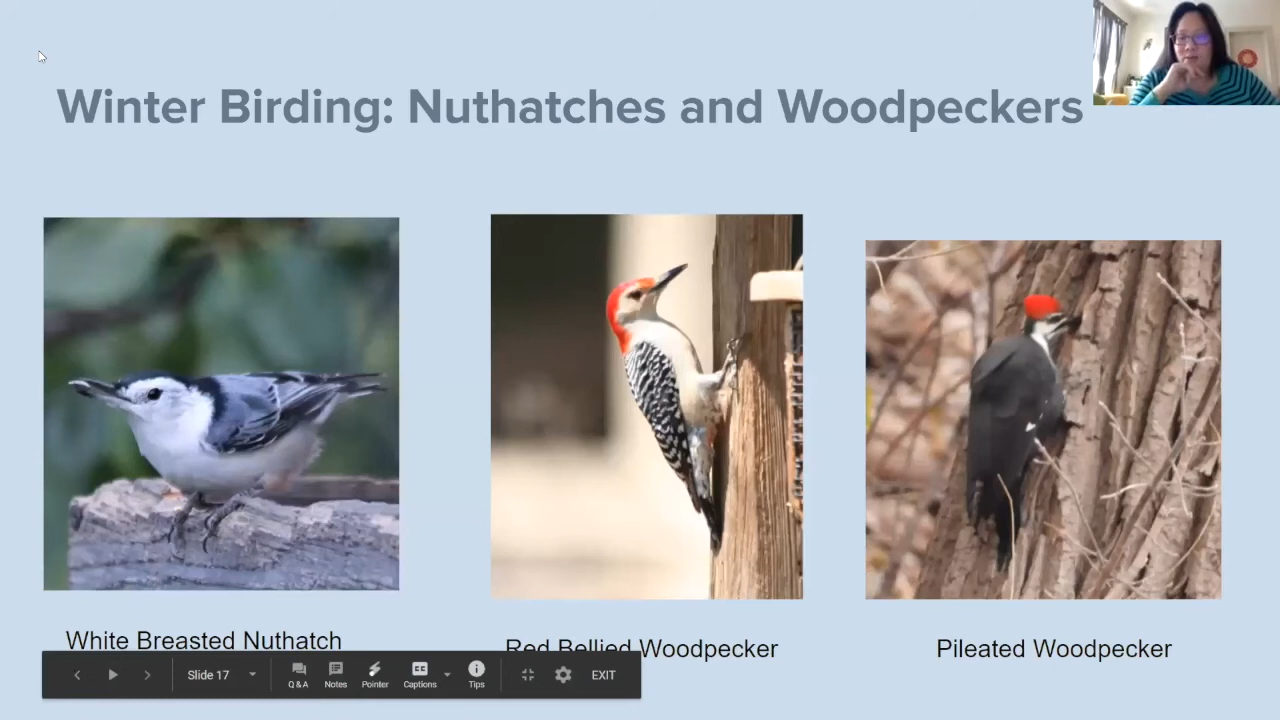 Winter Birding: Nuthatches and Woodpeckers
White Breasted Nuthatch
Red Bellied Woodpecker
Pileated Woodpecker
Slide 17
Q & A
Notes
Pointer
CC
Captions
Tips
EXIT